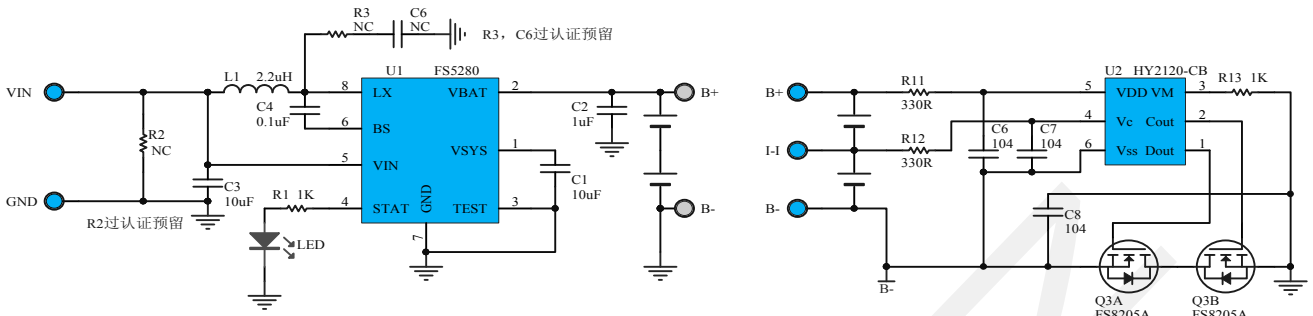 R3
NC
C6
NC
R3，C6过认证预留
VIN
L1 2.2uH
C4
0.1uF
R2
NC
C3
10uF
GND
R2过认证预留
R1 1K
LED
U1 FS5280
8 LX
6 BS
5 VIN
4 STAT
GND
7
VBAT 2
VSYS 1
TEST 3
C2
1uF
C1
10uF
B+
B-
B+
I-I
B-
R11
330R
R12
330R
C6
104
C7
104
C8
104
U2 HY2120-CB
5 VDD VM 3
4 Vc Cout 2
6 Vss Dout 1
R13 1K
B-
Q3A
FS8205A
Q3B
FS8205A